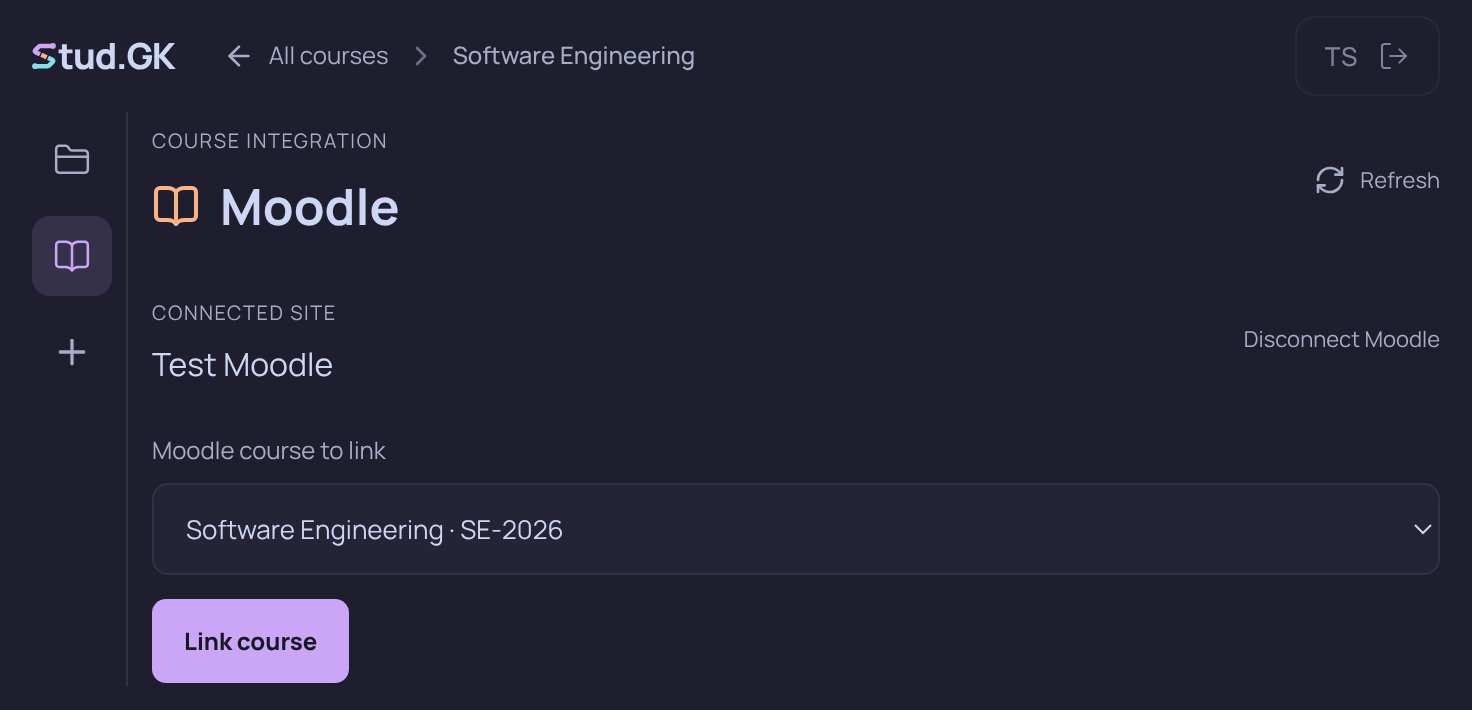 Stud.GK
All courses
Software Engineering
TS
COURSE INTEGRATION
Moodle
Refresh
CONNECTED SITE
Test Moodle
Disconnect Moodle
Moodle course to link
Software Engineering · SE-2026
Link course